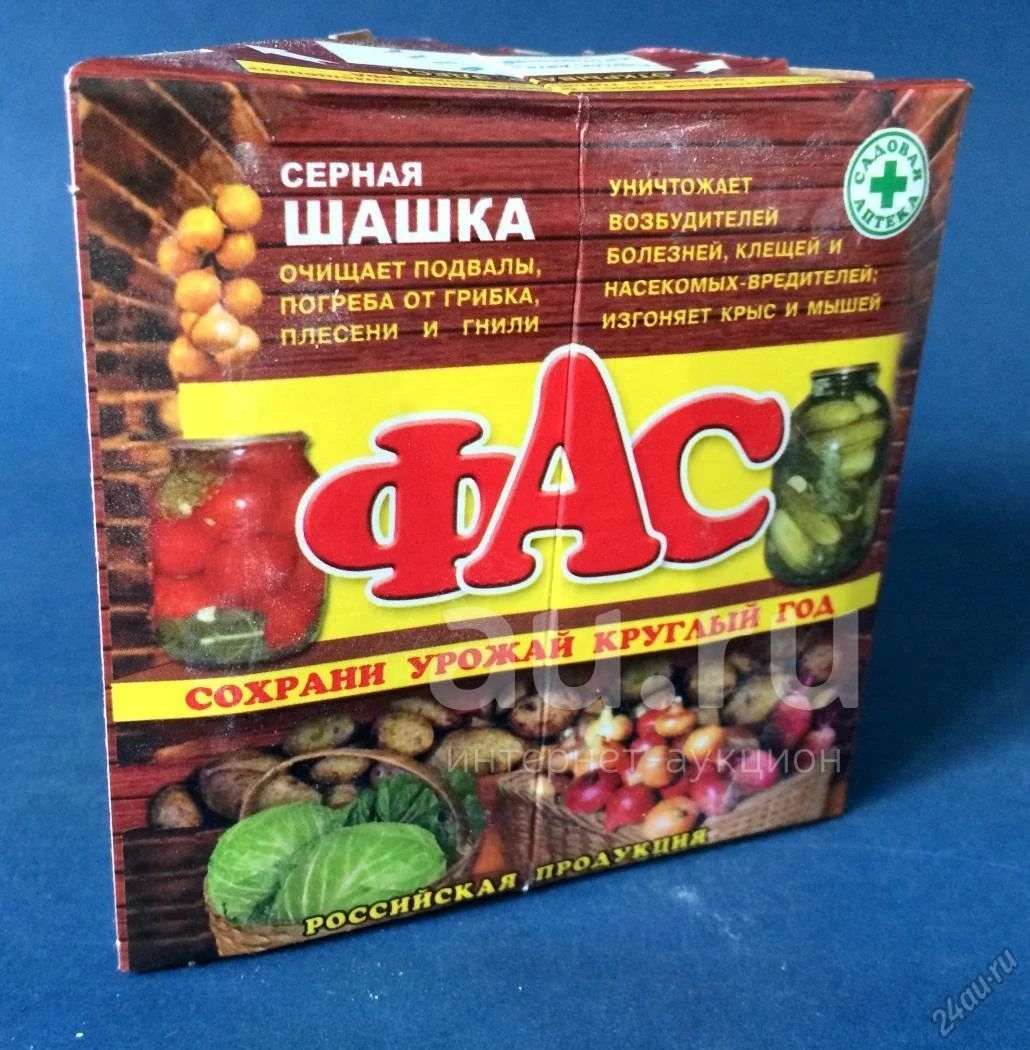 СЕРНАЯ
ШАШКА
ОЧИЩАЕТ ПОДВАЛЫ,
ПОГРЕБА ОТ ГРИБКА,
ПЛЕСЕНИ И ГНИЛИ
УНИЧТОЖАЕТ
ВОЗБУДИТЕЛЕЙ
БОЛЕЗНЕЙ, КЛЕЩЕЙ И
НАСЕКОМЫХ-ВРЕДИТЕЛЕЙ;
ИЗГОНЯЕТ КРЫС И МЫШЕЙ
САДОВАЯ
АПТЕКА
ФАС
СОХРАНИ УРОЖАЙ КРУГЛЫЙ ГОД
au.ru
интернет-аукцион
РОССИЙСКАЯ ПРОДУКЦИЯ
24au.ru